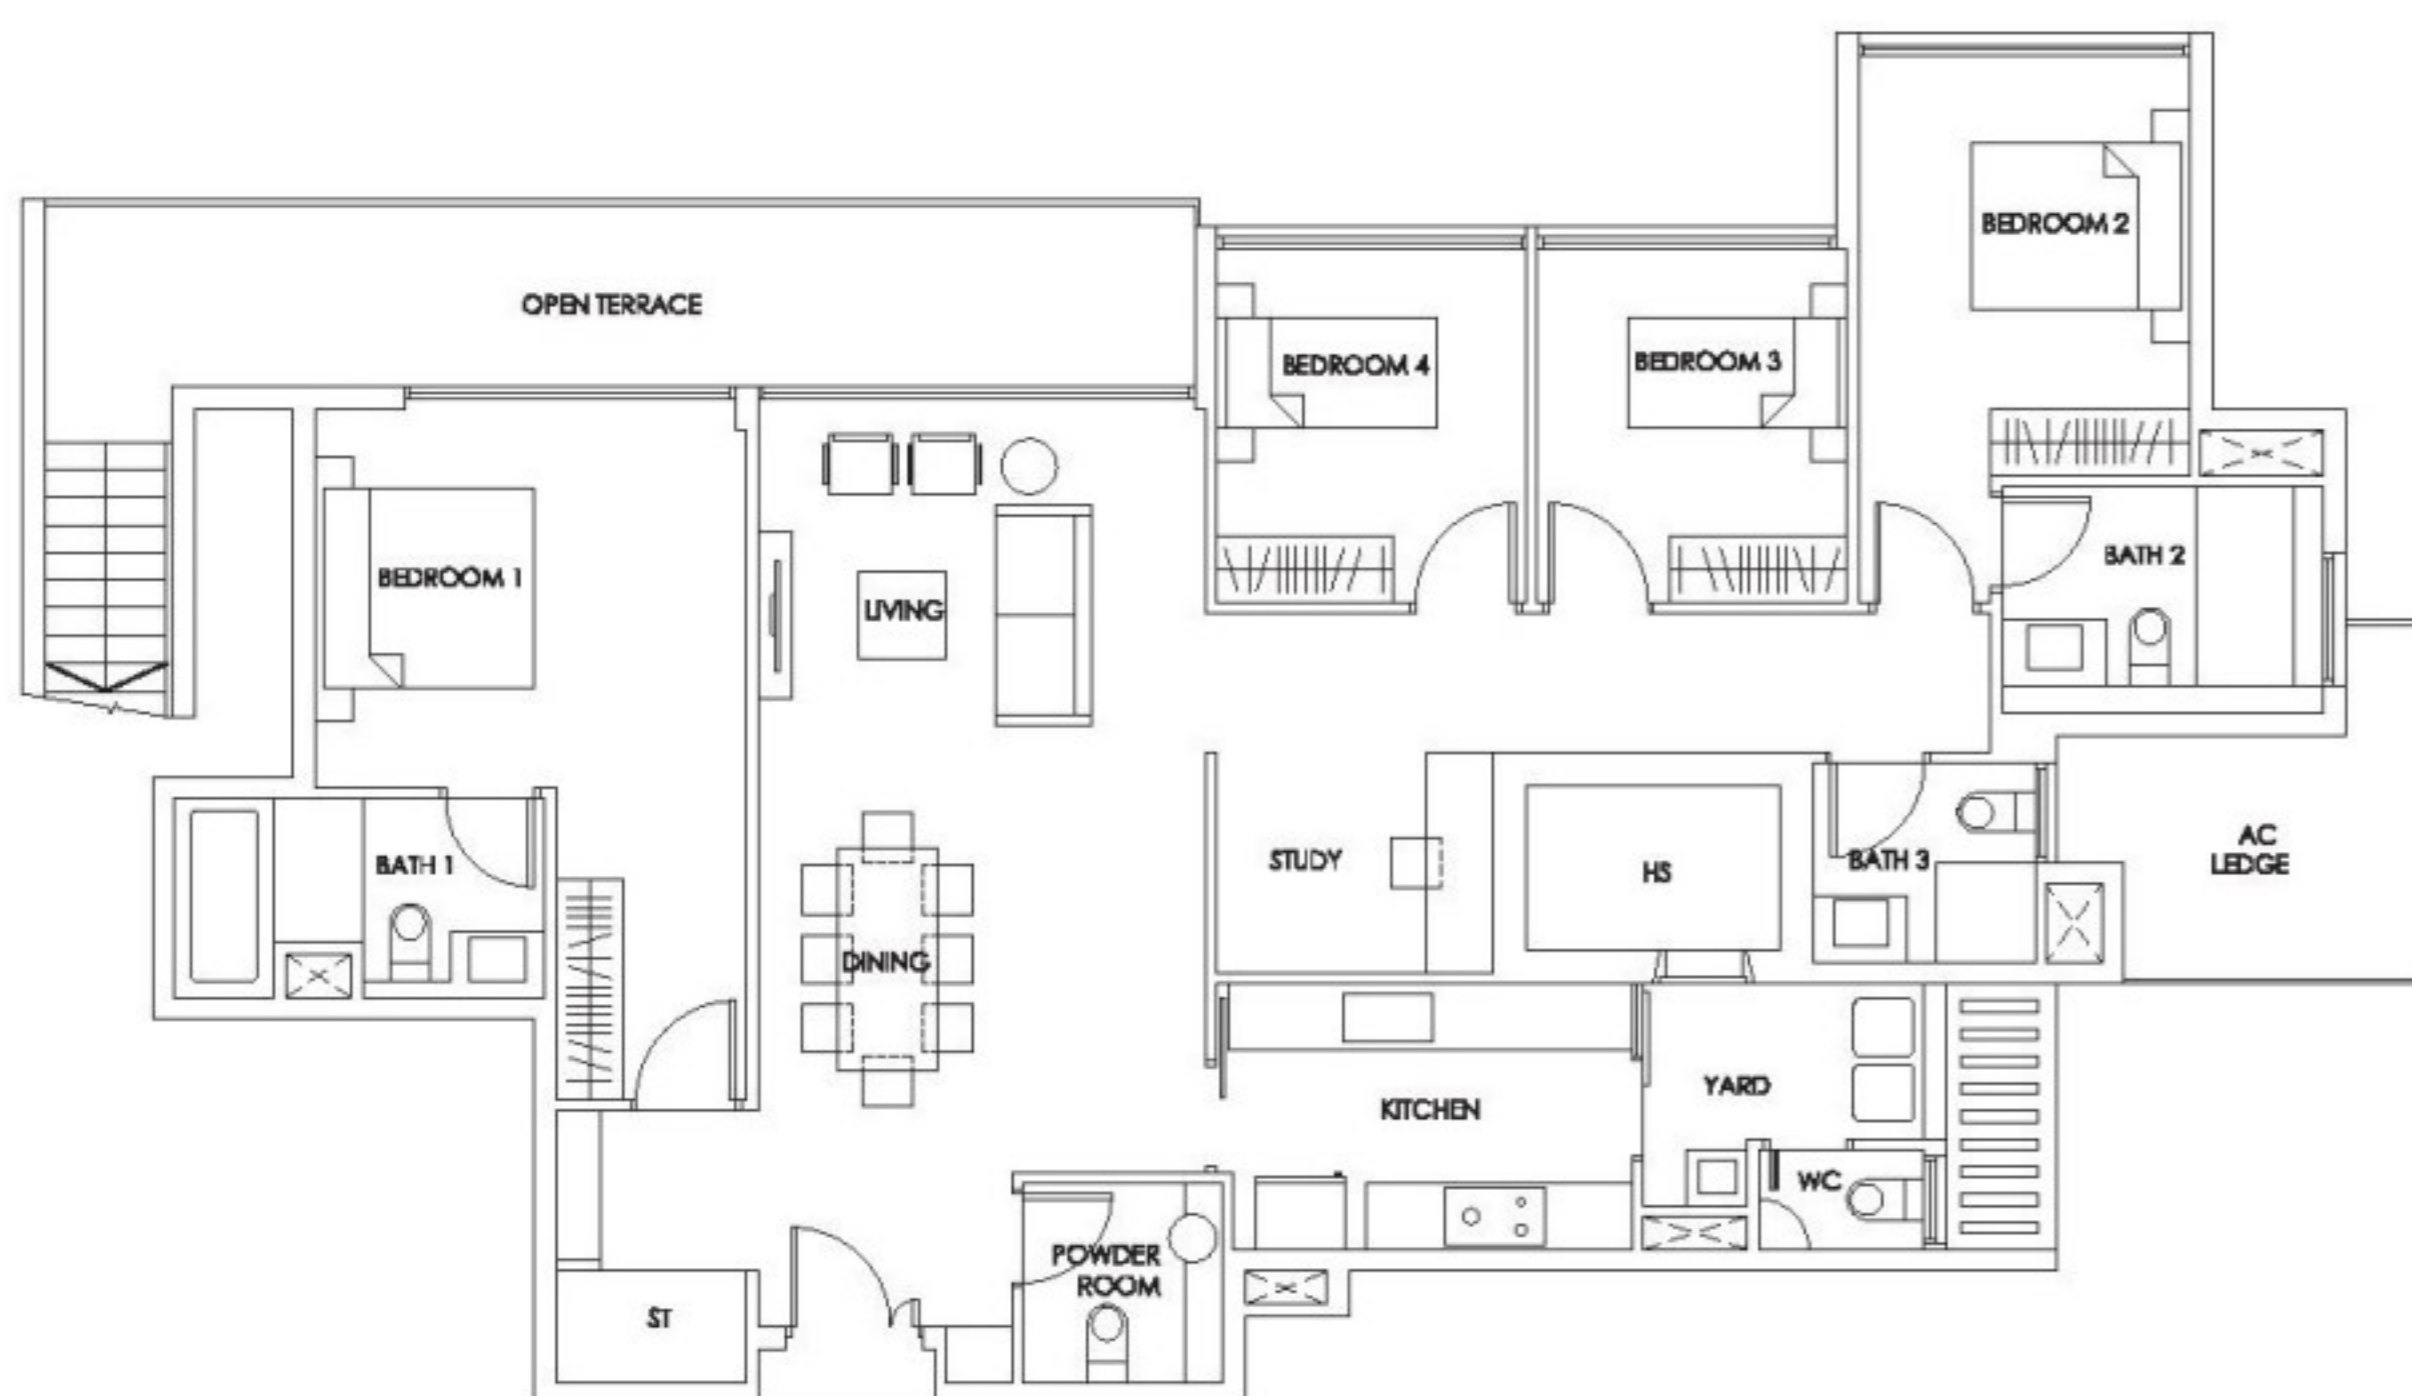 BEDROOM 2
OPEN TERRACE
BEDROOM 4
BEDROOM 3
BATH 2
BEDROOM 1
LIVING
BATH 1
STUDY
HS
BATH 3
AC
LEDGE
DINING
YARD
KITCHEN
WC
POWDER
ROOM
ST